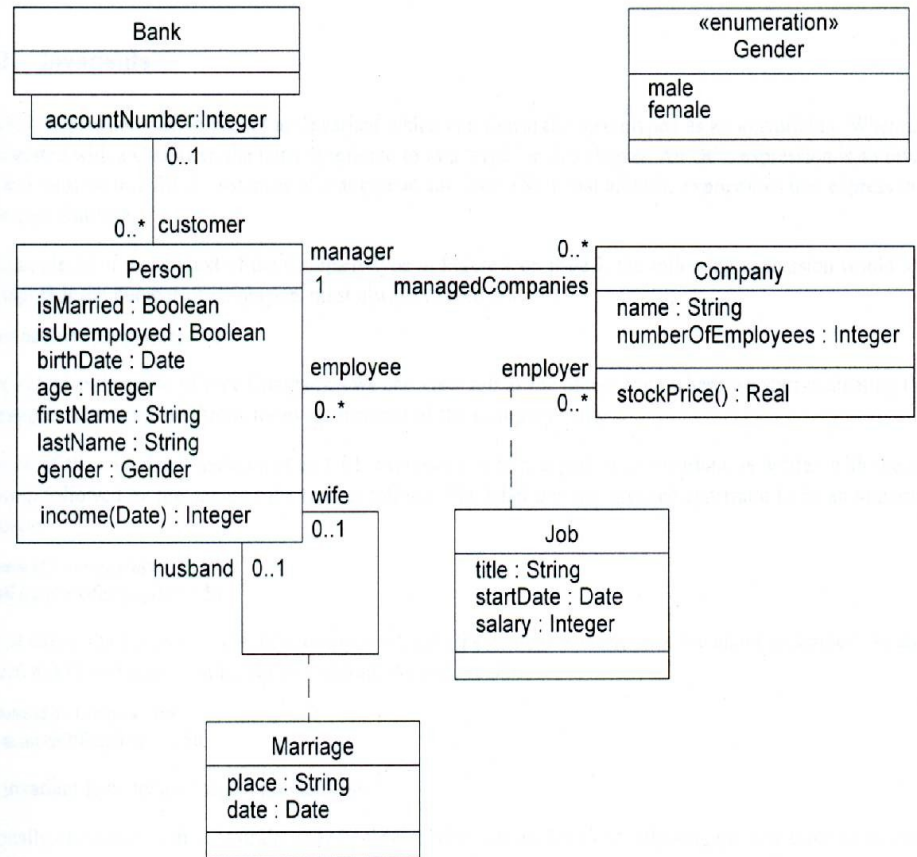 Bank
accountNumber:Integer
0..1
0..* customer
«enumeration»
Gender
male
female
Person
isMarried : Boolean
isUnemployed : Boolean
birthDate : Date
age : Integer
firstName : String
lastName : String
gender : Gender
income(Date) : Integer
manager
1
0..*
managedCompanies
Company
name : String
numberOfEmployees : Integer
stockPrice() : Real
employee
0..*
employer
0..*
wife
0..1
husband 0..1
Job
title : String
startDate : Date
salary : Integer
Marriage
place : String
date : Date